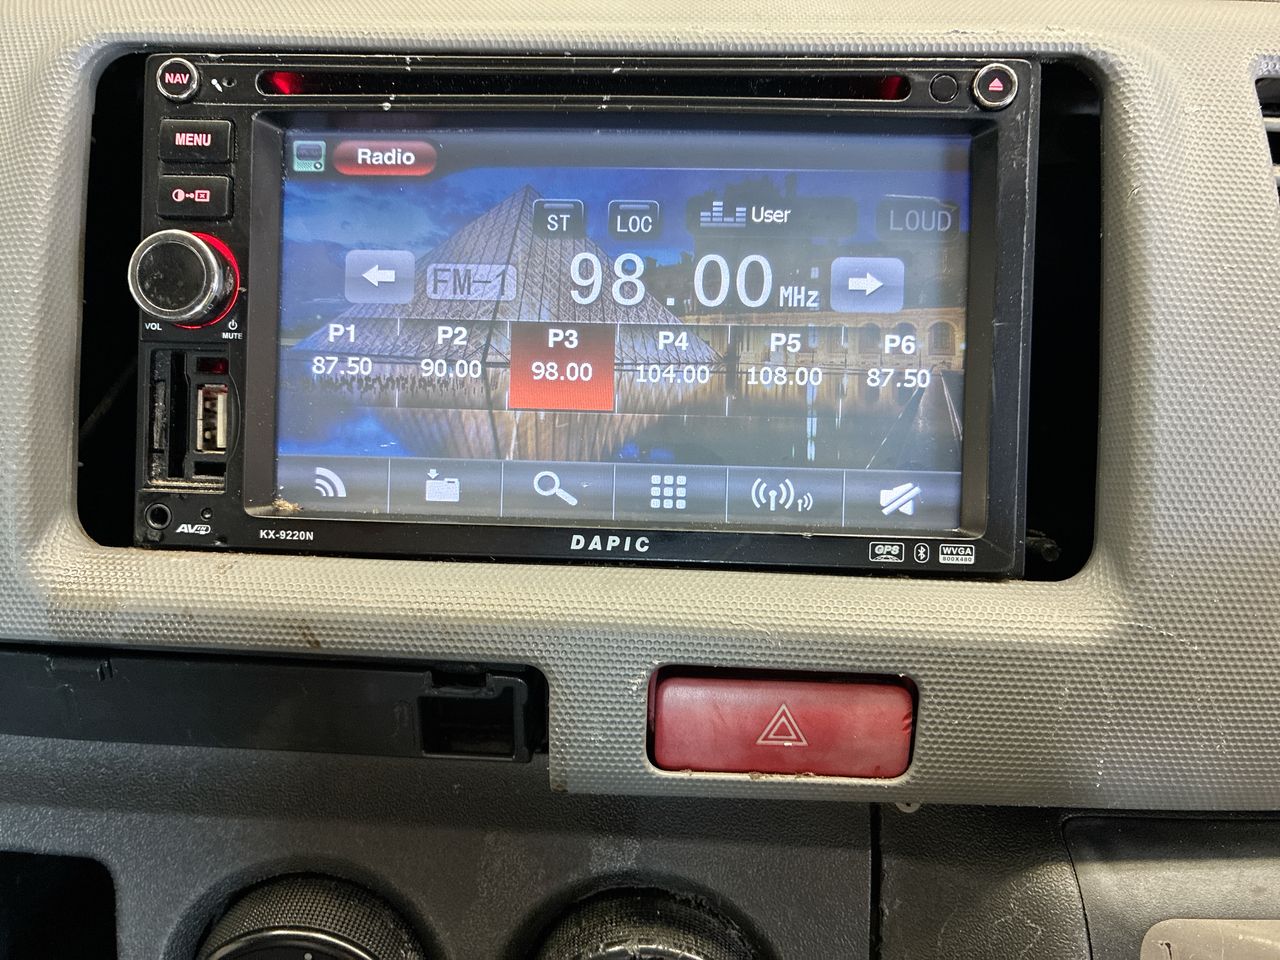 NAV
MENU
Radio
ST LOC User LOUD
FM-1 98.00 MHz
P1 P2 P3 P4 P5 P6
87.50 90.00 98.00 104.00 108.00 87.50
VOL
MUTE
AV IN
KX-9220N
DAPIC
GPS WVGA
800X480